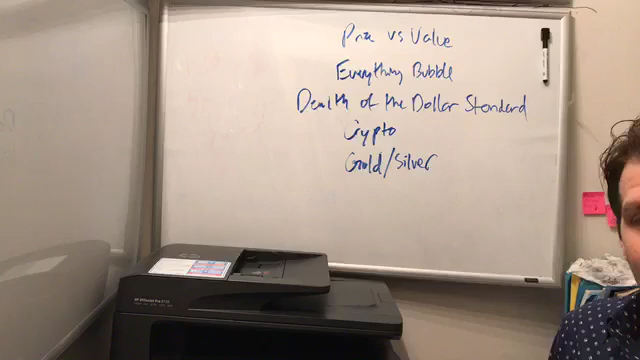 Price vs Value
Everything Bubble
Death of the Dollar Standard
Crypto
Gold/Silver